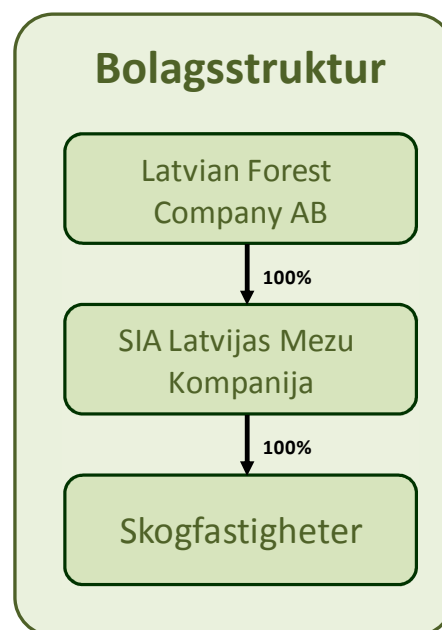 Bolagsstruktur
Latvian Forest
Company AB
100%
SIA Latvijas Mezu
Kompanija
100%
Skogfastigheter